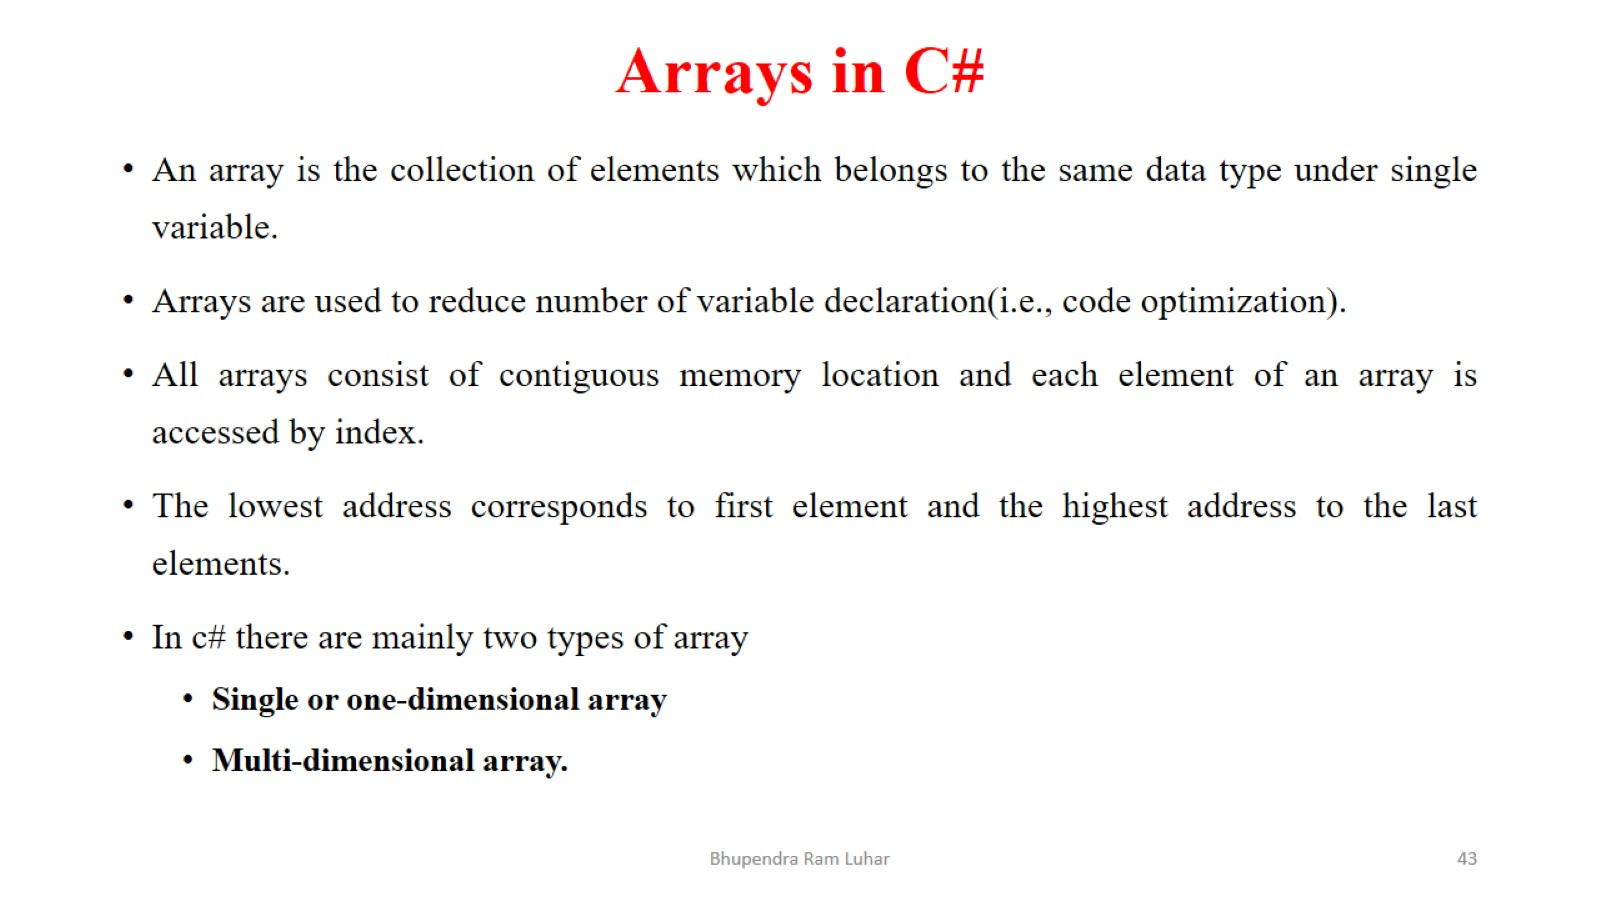 Arrays in C#
• An array is the collection of elements which belongs to the same data type under single
variable.
• Arrays are used to reduce number of variable declaration(i.e., code optimization).
• All arrays consist of contiguous memory location and each element of an array is
accessed by index.
• The lowest address corresponds to first element and the highest address to the last
elements.
• In c# there are mainly two types of array
• Single or one-dimensional array
• Multi-dimensional array.
Bhupendra Ram Luhar
43